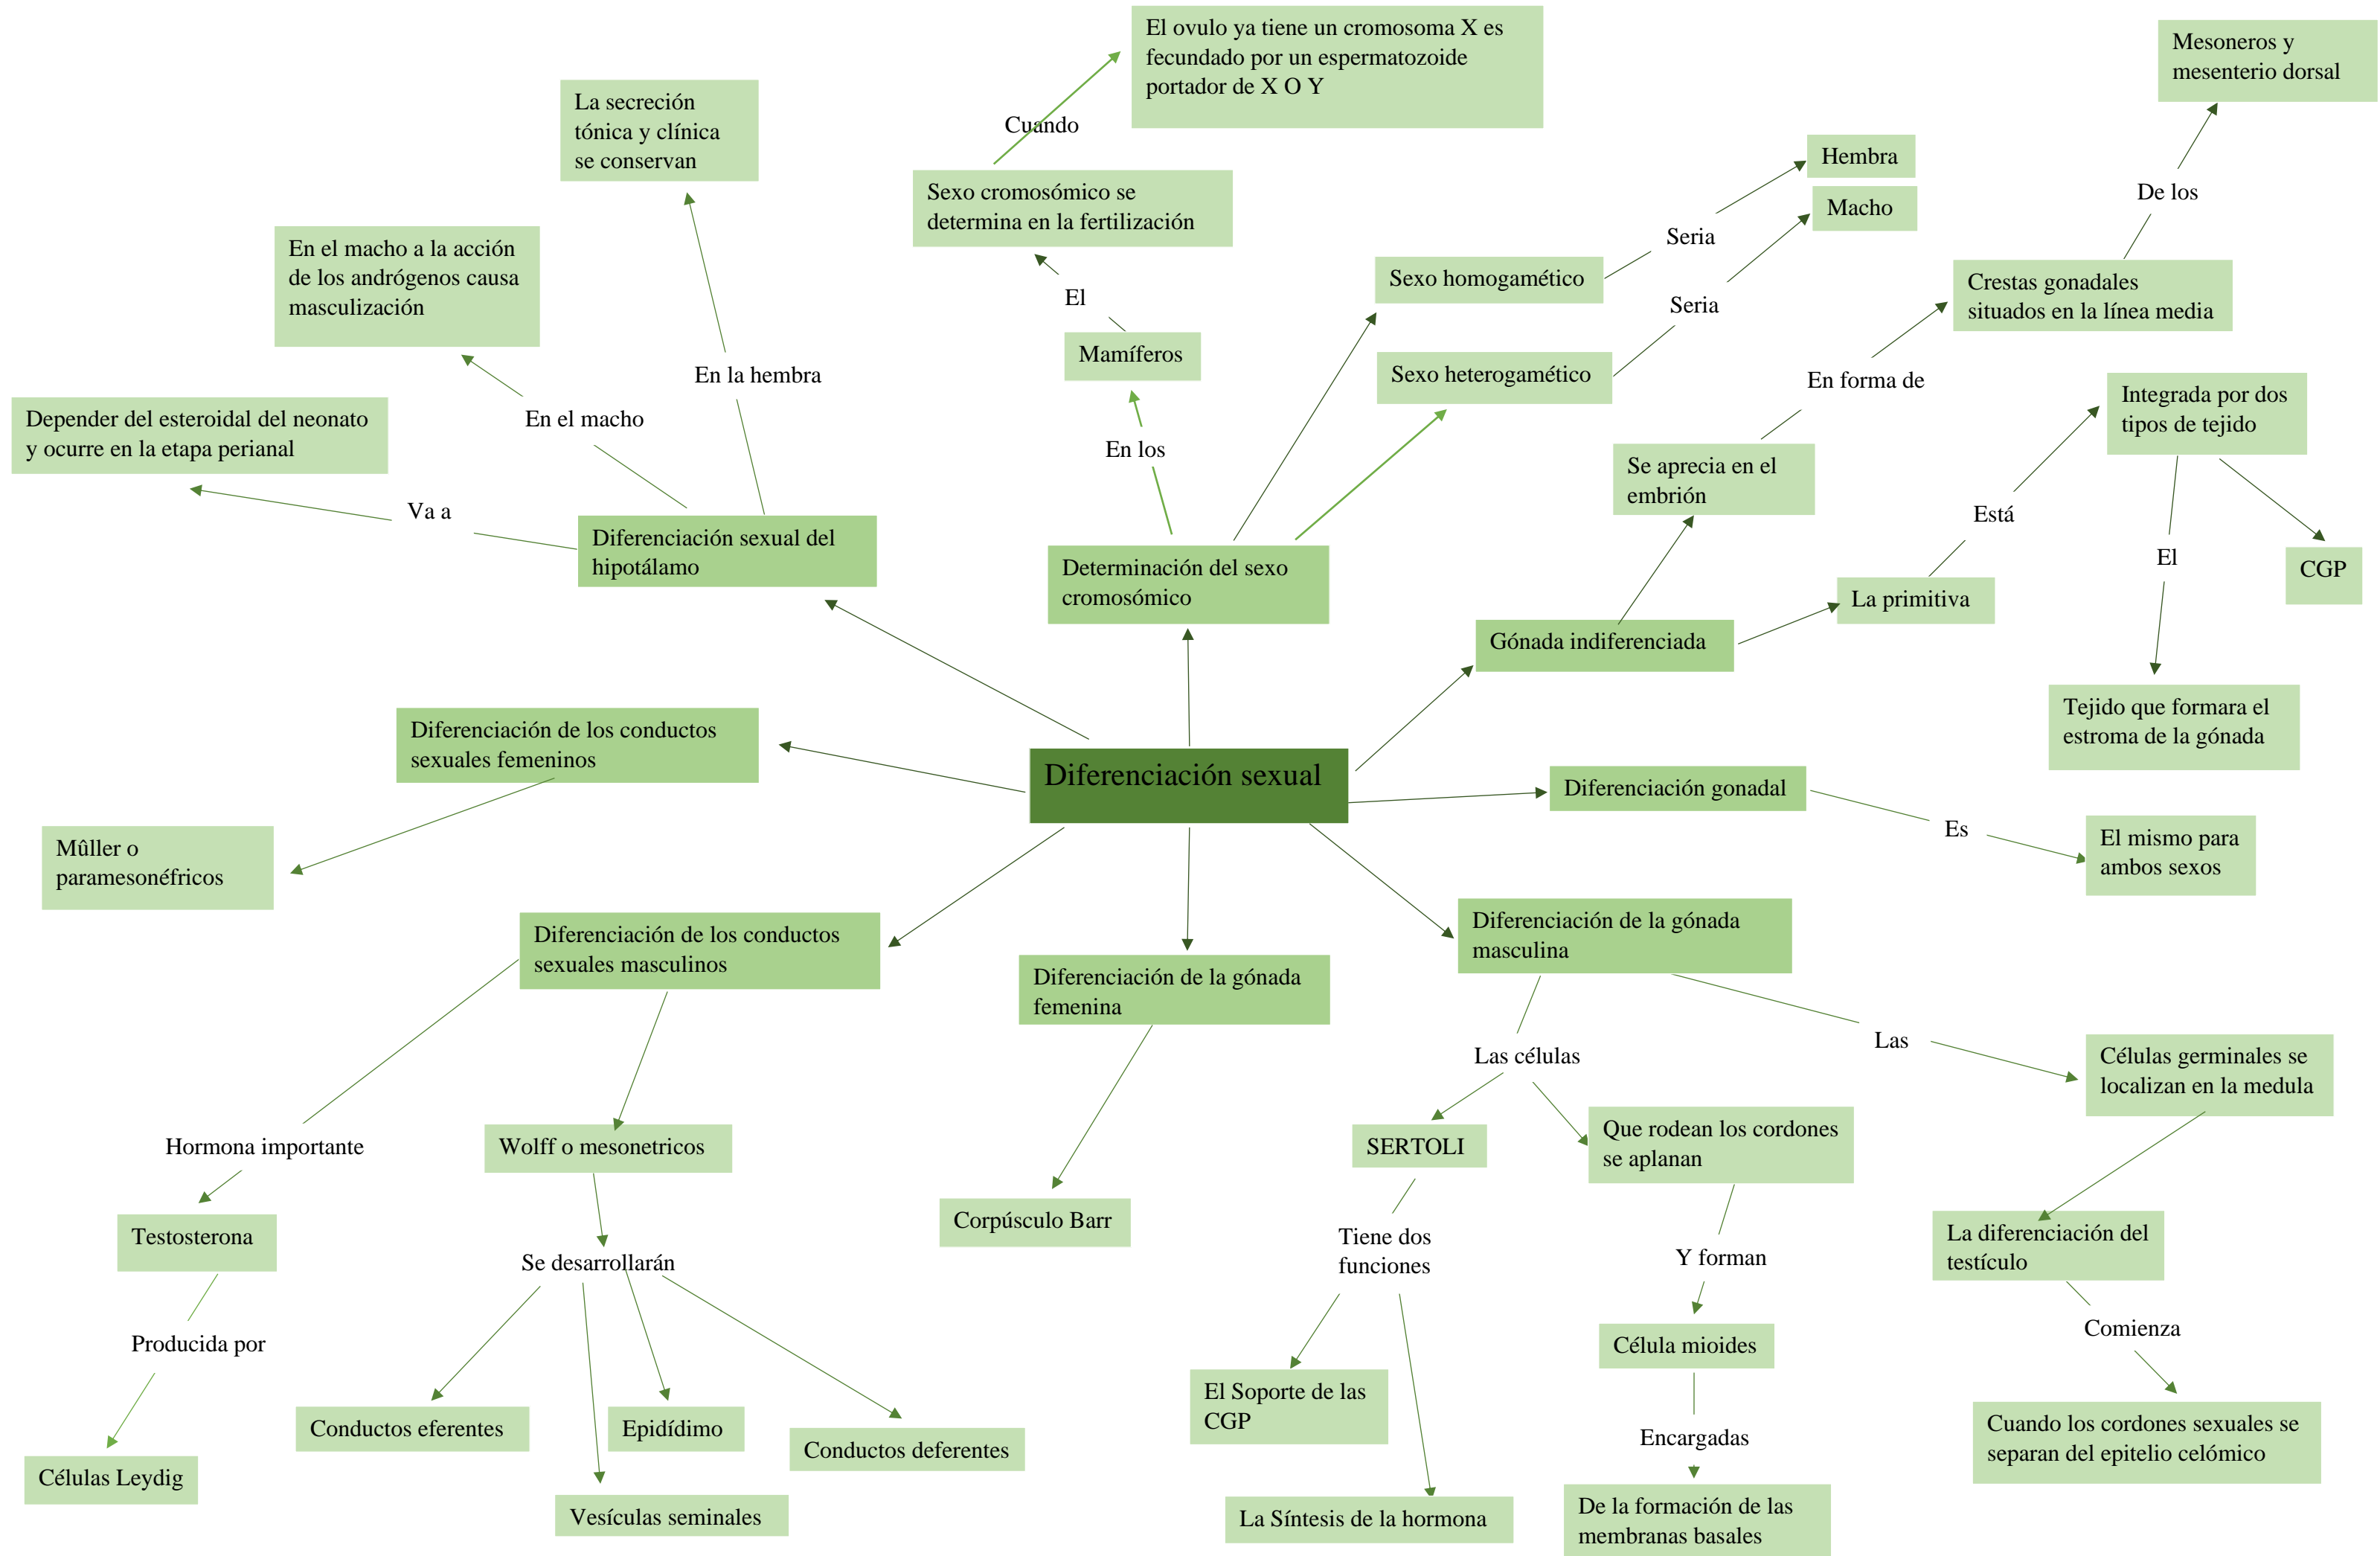 El ovulo ya tiene un cromosoma X es
fecundado por un espermatozoide
portador de X O Y
Mesoneros y
mesenterio dorsal
La secreción
tónica y clínica
se conservan
Cuando
Hembra
Sexo cromosómico se
determina en la fertilización
De los
Macho
En el macho a la acción
de los andrógenos causa
masculización
Seria
Sexo homogamético
Crestas gonadales
situados en la línea media
El
Seria
Mamíferos
En la hembra
Sexo heterogamético
En forma de
Integrada por dos
tipos de tejido
Depender del esteroidal del neonato
y ocurre en la etapa perianal
En el macho
En los
Se aprecia en el
embrión
Va a
Está
Diferenciación sexual del
hipotálamo
Determinación del sexo
cromosómico
El
CGP
La primitiva
Gónada indiferenciada
Tejido que formara el
estroma de la gónada
Diferenciación de los conductos
sexuales femeninos
Diferenciación sexual
Diferenciación gonadal
Es
El mismo para
ambos sexos
Mûller o
paramesonéfricos
Diferenciación de los conductos
sexuales masculinos
Diferenciación de la gónada
masculina
Diferenciación de la gónada
femenina
Las células
Las
Células germinales se
localizan en la medula
Hormona importante
Wolff o mesonetricos
SERTOLI
Que rodean los cordones
se aplanan
Testosterona
Corpúsculo Barr
Tiene dos
funciones
La diferenciación del
testículo
Se desarrollarán
Y forman
Producida por
Célula mioides
Comienza
El Soporte de las
CGP
Conductos eferentes
Epidídimo
Conductos deferentes
Encargadas
Cuando los cordones sexuales se
separan del epitelio celómico
Células Leydig
Vesículas seminales
La Síntesis de la hormona
De la formación de las
membranas basales